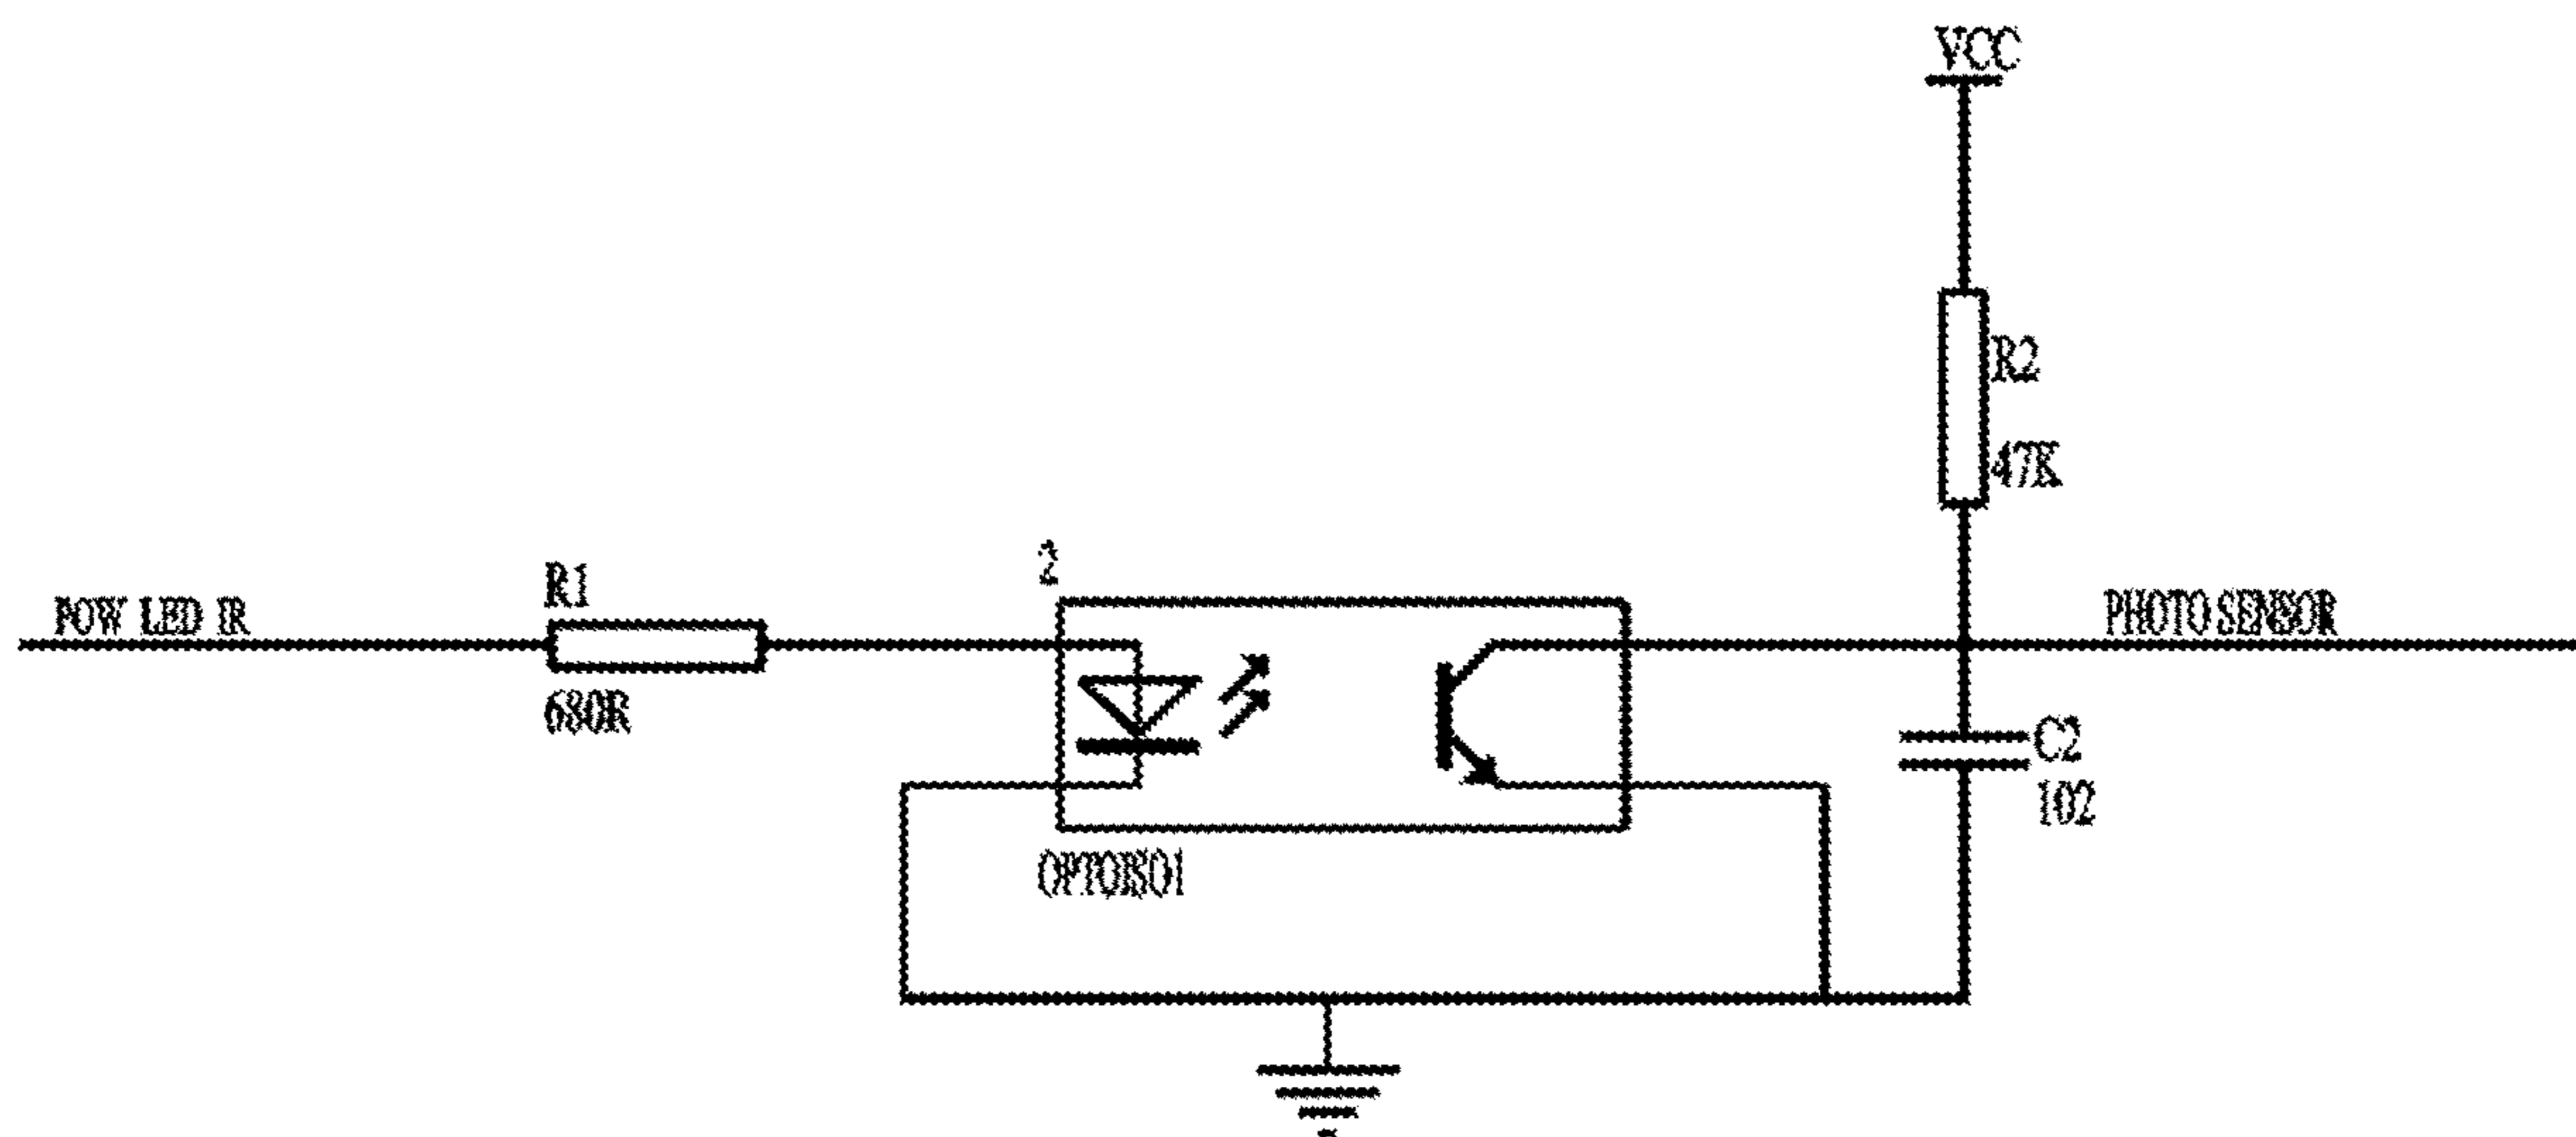 VCC
R2
47K
2
R1
POW LED IR
680R
PHOTO SENSOR
C2
102
OPTOISO1